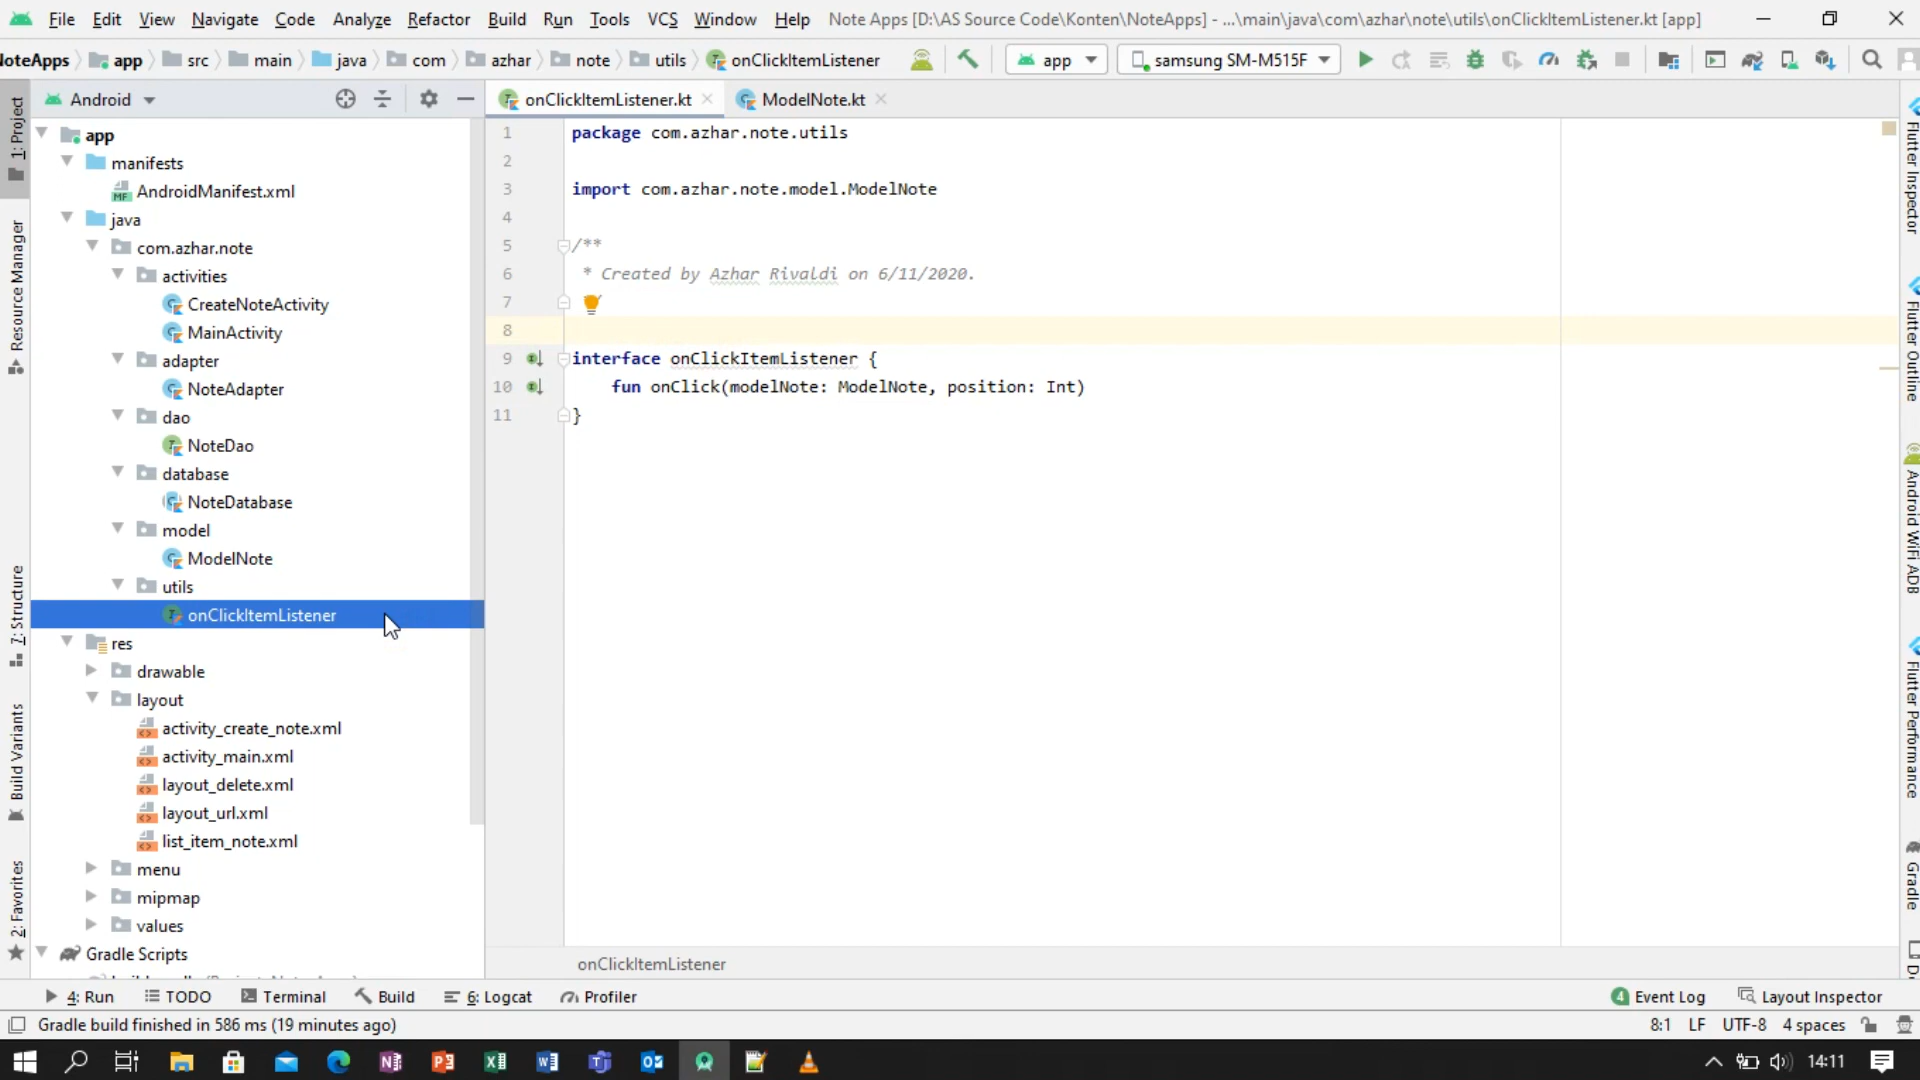 File Edit View Navigate Code Analyze Refactor Build Run Tools VCS Window Help Note Apps [D:\AS Source Code\Konten\NoteApps] - ...\main\java\com\azhar\note\utils\onClickItemListener.kt [app]
NoteApps app src main java com azhar note utils onClickItemListener app samsung SM-M515F
Android
onClickItemListener.kt ModelNote.kt
1: Project
Resource Manager
7: Structure
Build Variants
2: Favorites
app
manifests
AndroidManifest.xml
java
com.azhar.note
activities
CreateNoteActivity
MainActivity
adapter
NoteAdapter
dao
NoteDao
database
NoteDatabase
model
ModelNote
utils
onClickItemListener
res
drawable
layout
activity_create_note.xml
activity_main.xml
layout_delete.xml
layout_url.xml
list_item_note.xml
menu
mipmap
values
Gradle Scripts
1 package com.azhar.note.utils
2
3 import com.azhar.note.model.ModelNote
4
5 /**
6 * Created by Azhar Rivaldi on 6/11/2020.
7
8
9 interface onClickItemListener {
10 fun onClick(modelNote: ModelNote, position: Int)
11 }
onClickItemListener
Flutter Inspector
Flutter Outline
Android WiFi ADB
Flutter Performance
Gradle
4: Run TODO Terminal Build 6: Logcat Profiler 4 Event Log Layout Inspector
Gradle build finished in 586 ms (19 minutes ago) 8:1 LF UTF-8 4 spaces
14:11